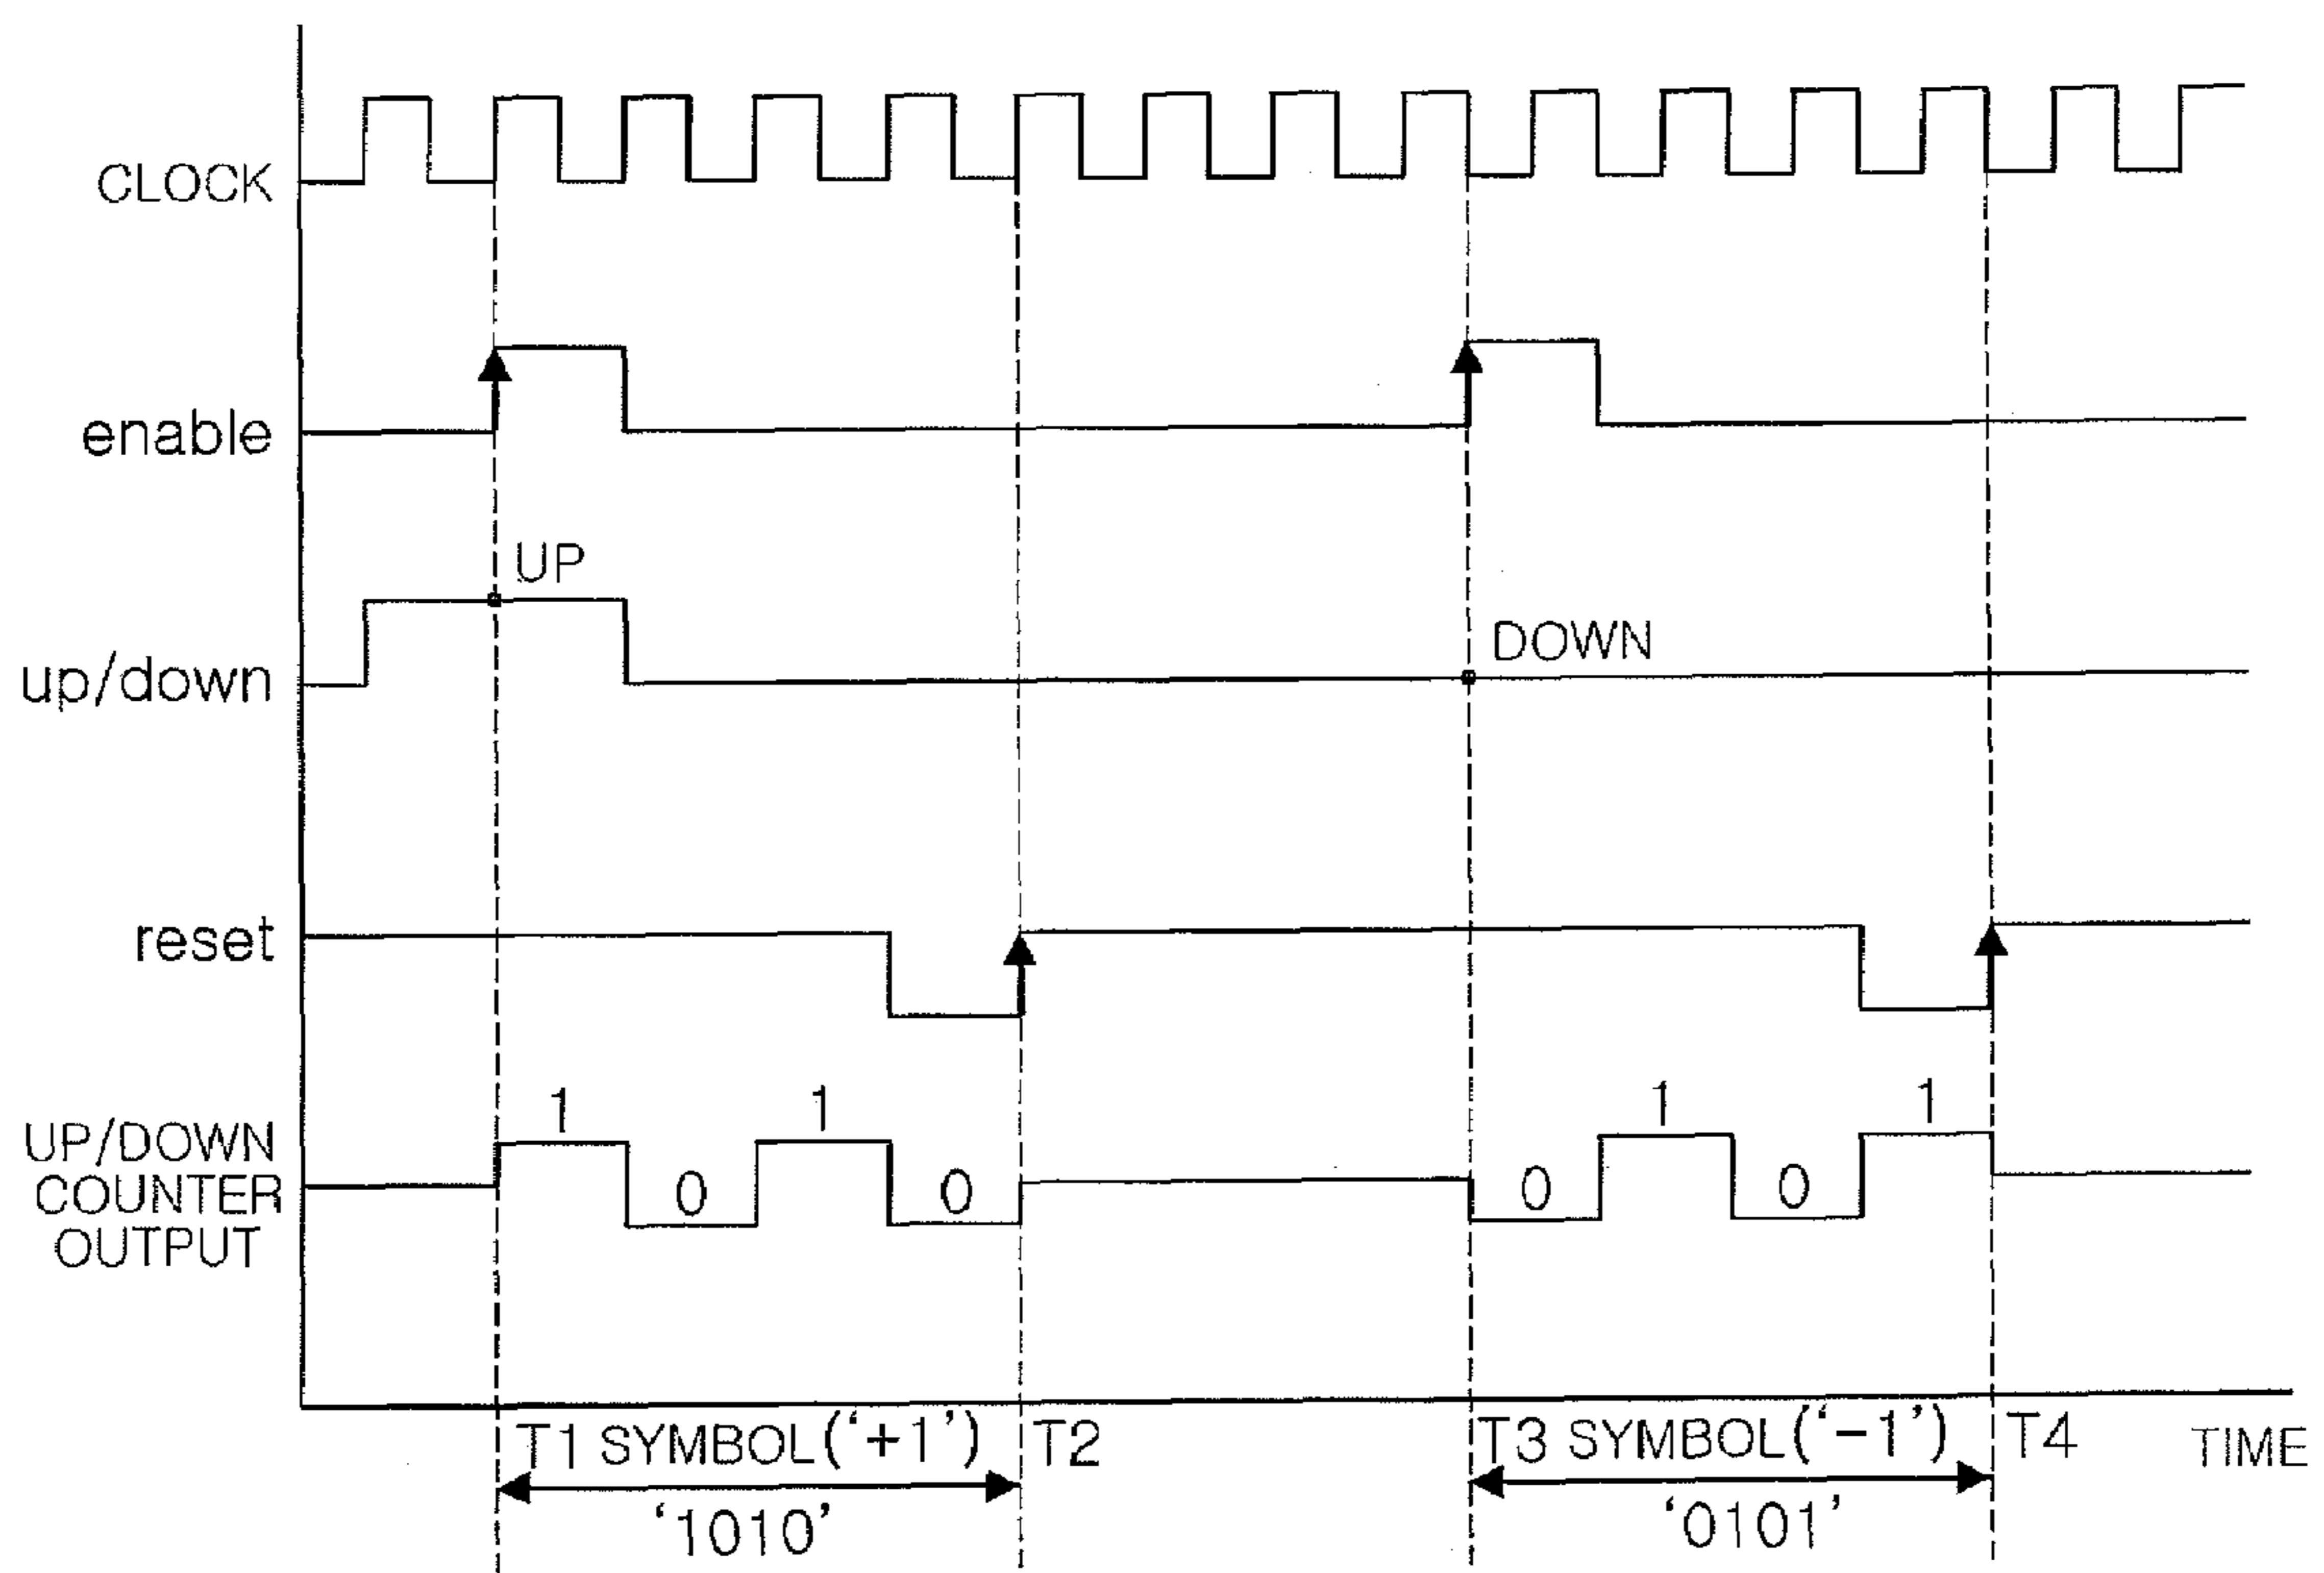 CLOCK
enable
UP
up/down
DOWN
reset
1
1
1
1
UP/DOWN
COUNTER
OUTPUT
0
0
0
0
T1 SYMBOL(‘+1’)
T2
T3 SYMBOL(‘-1’)
T4
TIME
‘1010’
‘0101’